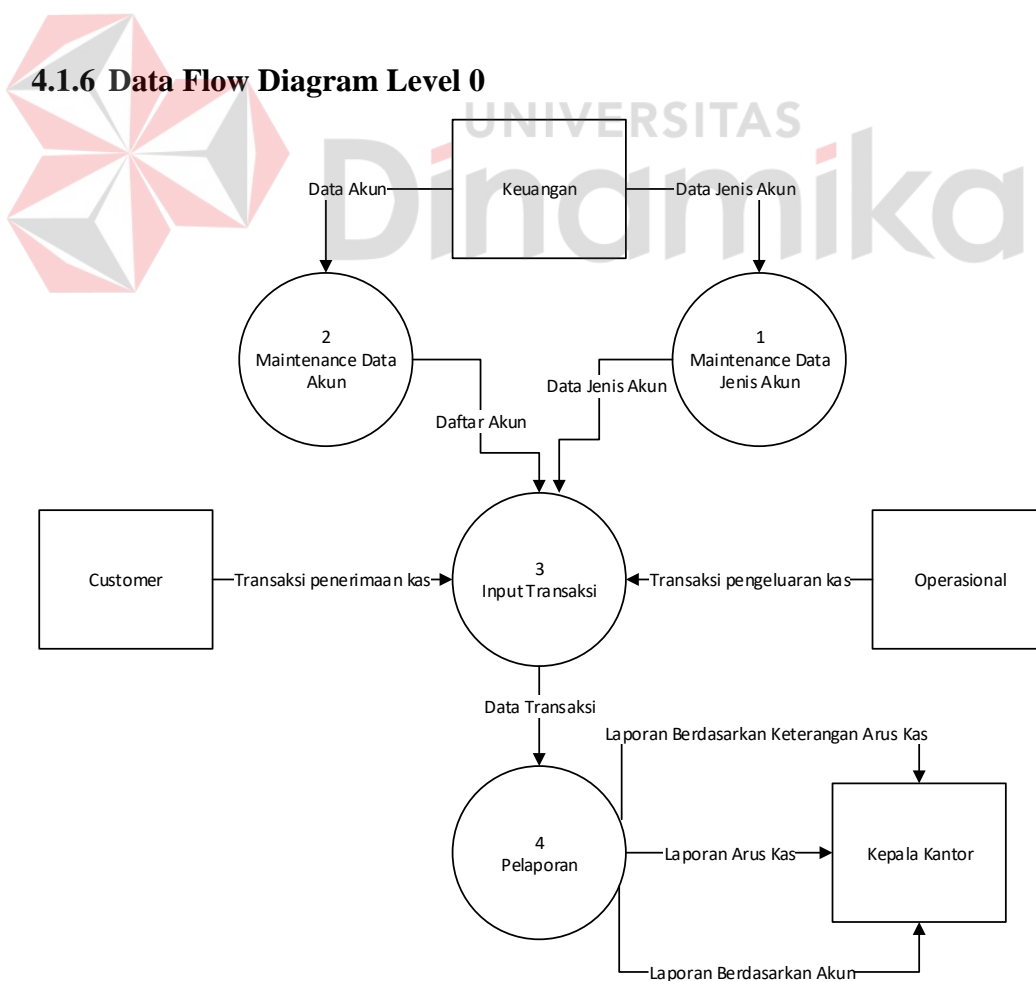 4.1.6 Data Flow Diagram Level 0
UNIVERSITAS
Dinamika
Data Akun
Keuangan
Data Jenis Akun
2
Maintenance Data
Akun
1
Maintenance Data
Jenis Akun
Data Jenis Akun
Daftar Akun
Customer
Transaksi penerimaan kas
3
Input Transaksi
Transaksi pengeluaran kas
Operasional
Data Transaksi
Laporan Berdasarkan Keterangan Arus Kas
4
Pelaporan
Laporan Arus Kas
Kepala Kantor
Laporan Berdasarkan Akun